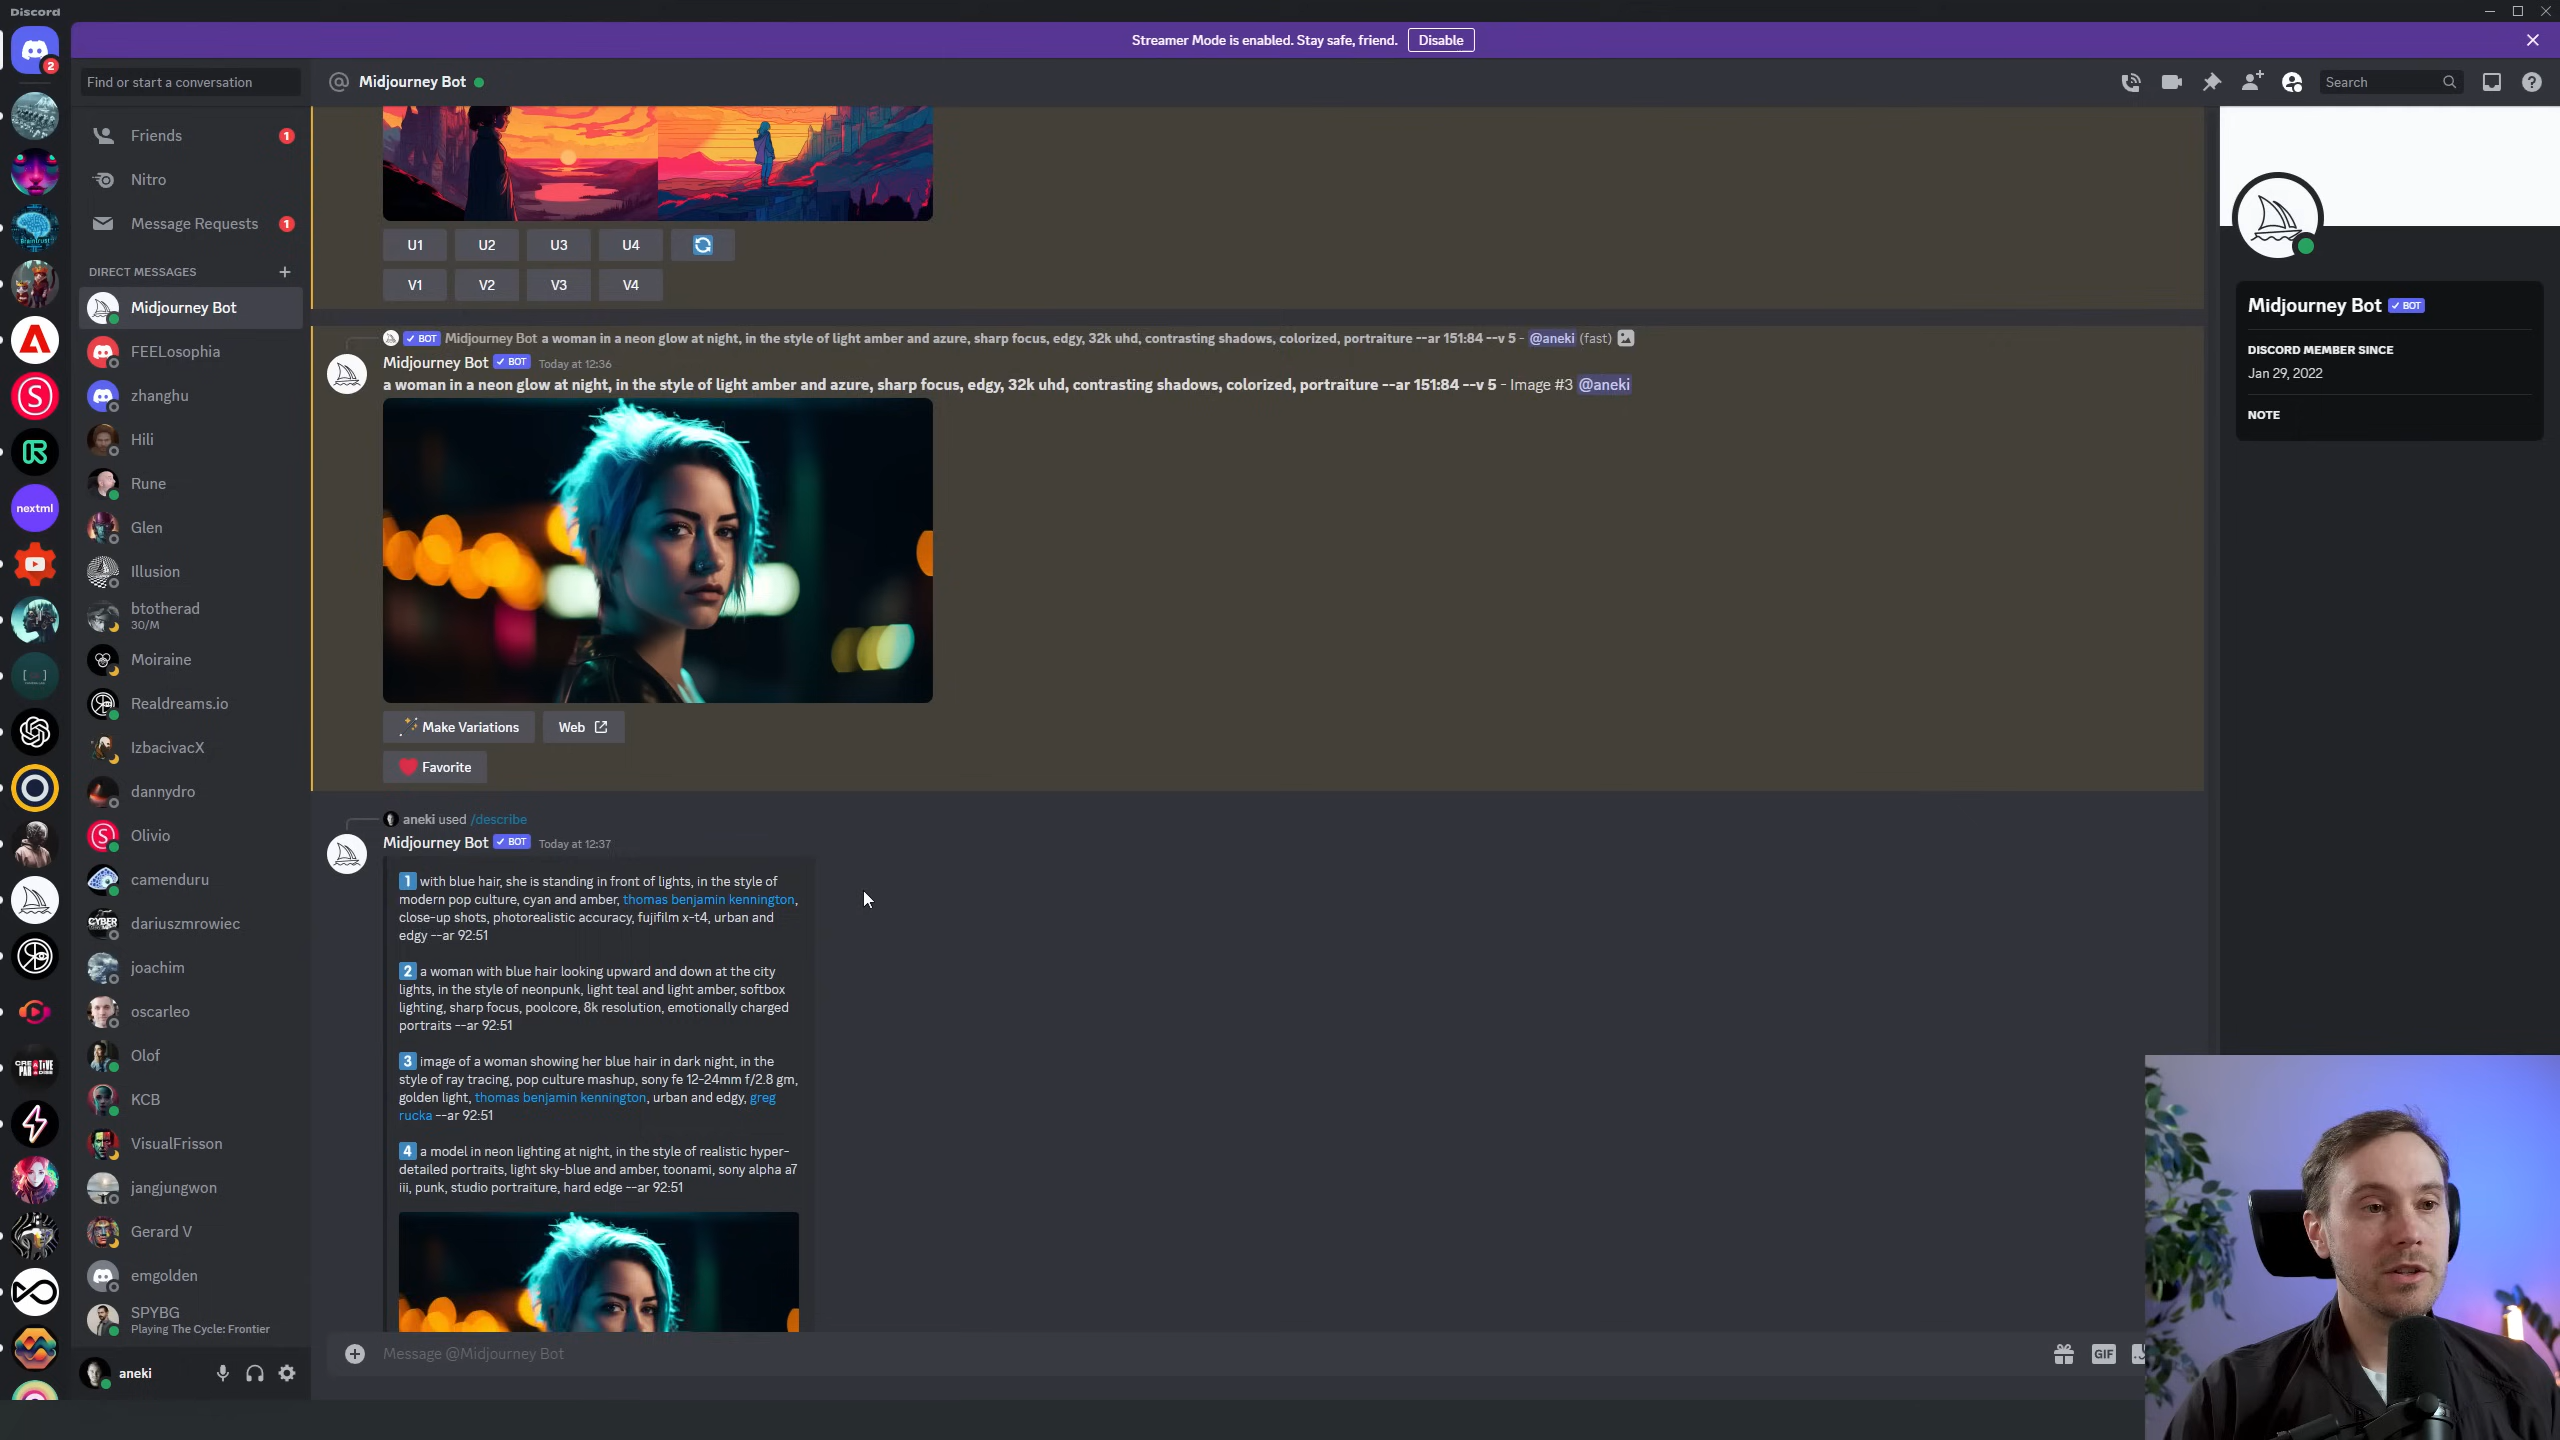 Discord
Streamer Mode is enabled. Stay safe, friend. Disable
2
Find or start a conversation
Midjourney Bot
Search
Friends 1
Nitro
Message Requests 1
DIRECT MESSAGES
Midjourney Bot
FEELosophia
zhanghu
Hili
Rune
Glen
Illusion
btotherad
30/M
Moiraine
Realdreams.io
IzbacivacX
dannydro
Olivio
camenduru
dariuszmrowiec
joachim
oscarleo
Olof
KCB
VisualFrisson
jangjungwon
Gerard V
emgolden
SPYBG
Playing The Cycle: Frontier
aneki
nextml
CYBER
U1 U2 U3 U4
V1 V2 V3 V4
BOT Midjourney Bot a woman in a neon glow at night, in the style of light amber and azure, sharp focus, edgy, 32k uhd, contrasting shadows, colorized, portraiture --ar 151:84 --v 5 - @aneki (fast)
Midjourney Bot BOT Today at 12:36
a woman in a neon glow at night, in the style of light amber and azure, sharp focus, edgy, 32k uhd, contrasting shadows, colorized, portraiture --ar 151:84 --v 5 - Image #3 @aneki
Make Variations Web
Favorite
aneki used /describe
Midjourney Bot BOT Today at 12:37
1 with blue hair, she is standing in front of lights, in the style of
modern pop culture, cyan and amber, thomas benjamin kennington,
close-up shots, photorealistic accuracy, fujifilm x-t4, urban and
edgy --ar 92:51
2 a woman with blue hair looking upward and down at the city
lights, in the style of neonpunk, light teal and light amber, softbox
lighting, sharp focus, poolcore, 8k resolution, emotionally charged
portraits --ar 92:51
3 image of a woman showing her blue hair in dark night, in the
style of ray tracing, pop culture mashup, sony fe 12-24mm f/2.8 gm,
golden light, thomas benjamin kennington, urban and edgy, greg
rucka --ar 92:51
4 a model in neon lighting at night, in the style of realistic hyper-
detailed portraits, light sky-blue and amber, toonami, sony alpha a7
iii, punk, studio portraiture, hard edge --ar 92:51
Message @Midjourney Bot
GIF
Midjourney Bot BOT
DISCORD MEMBER SINCE
Jan 29, 2022
NOTE